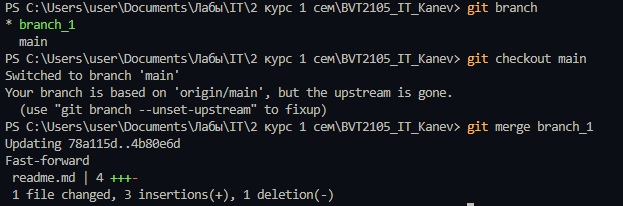 PS C:\Users\user\Documents\Лабы\IT\2 курс 1 сем\BVT2105_IT_Kanev> git branch
* branch_1
  main
PS C:\Users\user\Documents\Лабы\IT\2 курс 1 сем\BVT2105_IT_Kanev> git checkout main
Switched to branch 'main'
Your branch is based on 'origin/main', but the upstream is gone.
  (use "git branch --unset-upstream" to fixup)
PS C:\Users\user\Documents\Лабы\IT\2 курс 1 сем\BVT2105_IT_Kanev> git merge branch_1
Updating 78a115d..4b80e6d
Fast-forward
 readme.md | 4 +++-
 1 file changed, 3 insertions(+), 1 deletion(-)